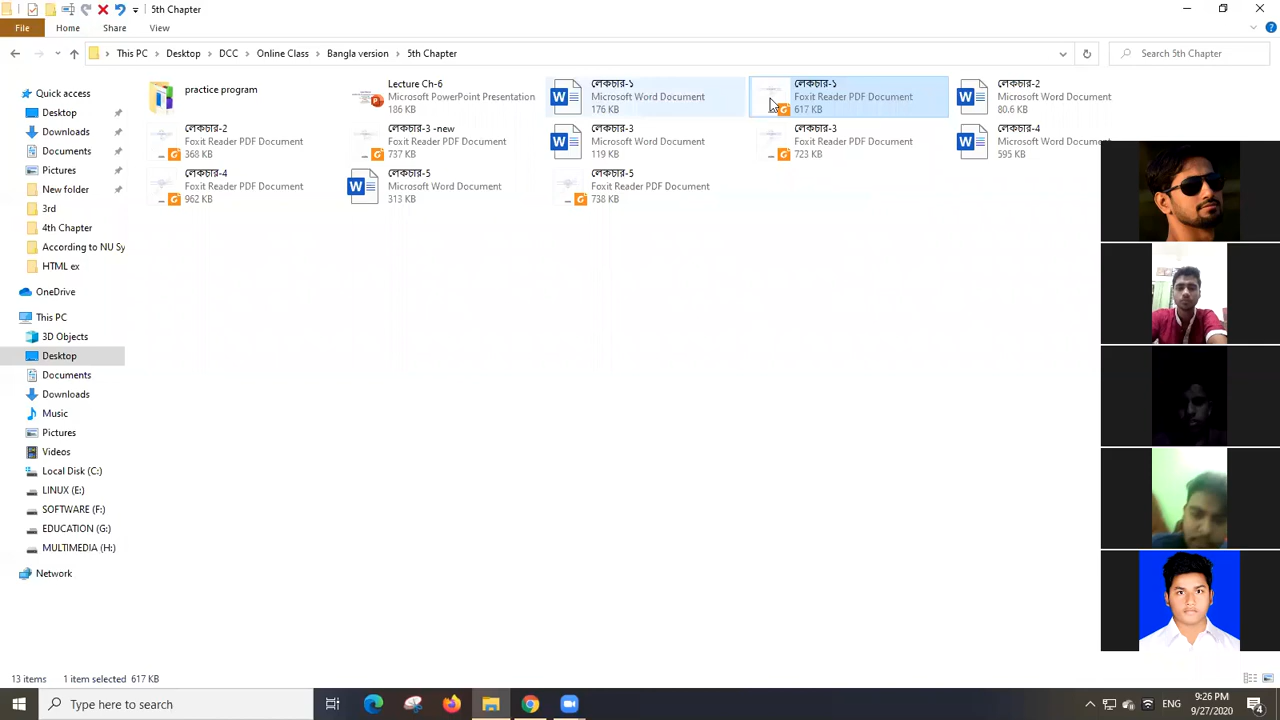 5th Chapter
File
Home
Share
View
This PC
Desktop
DCC
Online Class
Bangla version
5th Chapter
Search 5th Chapter
Quick access
Desktop
Downloads
Documents
Pictures
New folder
3rd
4th Chapter
According to NU Sy
HTML ex
OneDrive
This PC
3D Objects
Desktop
Documents
Downloads
Music
Pictures
Videos
Local Disk (C:)
LINUX (E:)
SOFTWARE (F:)
EDUCATION (G:)
MULTIMEDIA (H:)
Network
practice program
Lecture Ch-6
Microsoft PowerPoint Presentation
186 KB
লেকচার-১
Microsoft Word Document
176 KB
লেকচার-১
Foxit Reader PDF Document
617 KB
লেকচার-2
Microsoft Word Document
80.6 KB
লেকচার-2
Foxit Reader PDF Document
368 KB
লেকচার-3 -new
Foxit Reader PDF Document
737 KB
লেকচার-3
Microsoft Word Document
119 KB
লেকচার-3
Foxit Reader PDF Document
723 KB
লেকচার-4
Microsoft Word Document
595 KB
লেকচার-4
Foxit Reader PDF Document
962 KB
লেকচার-5
Microsoft Word Document
313 KB
লেকচার-5
Foxit Reader PDF Document
738 KB
13 items
1 item selected 617 KB
Type here to search
ENG
9:26 PM
9/27/2020
4